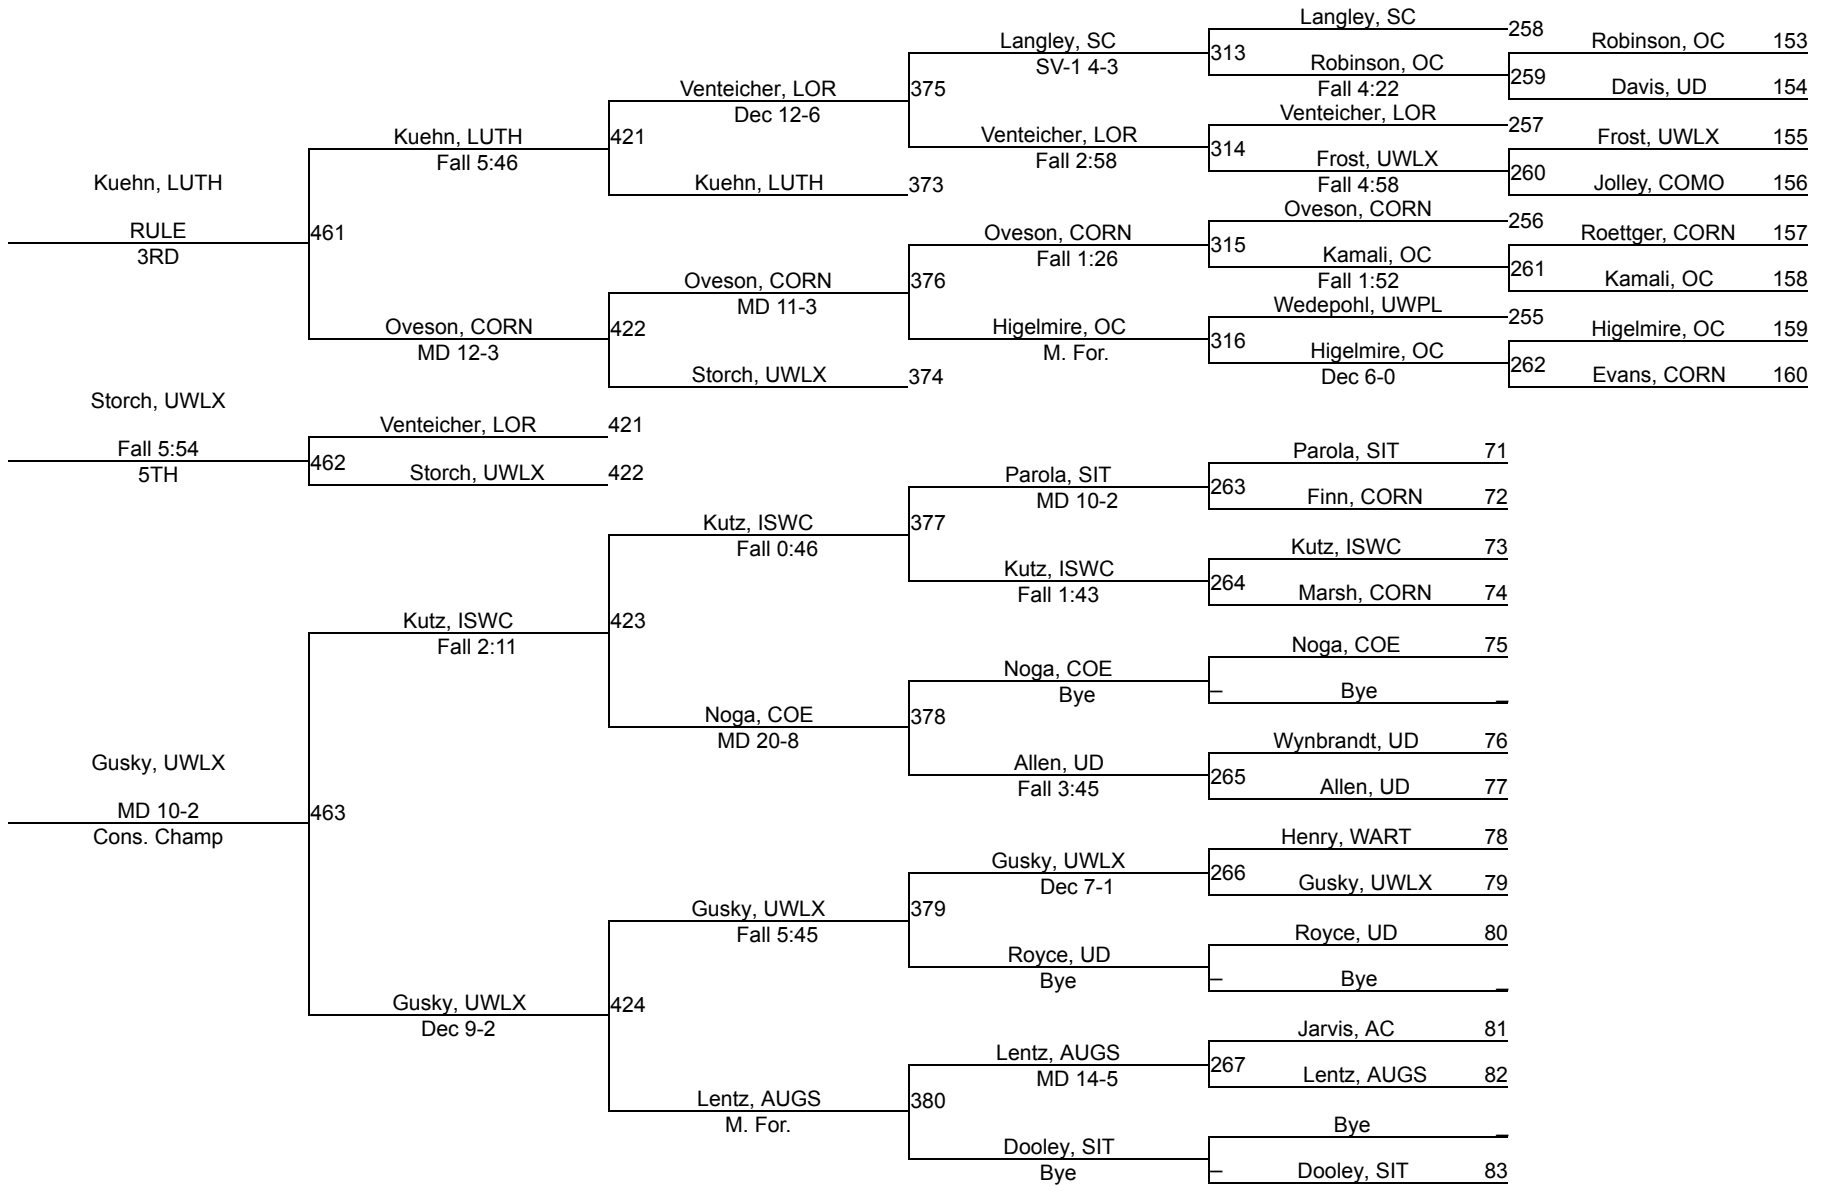 Langley, SC
258
Robinson, OC 153
Langley, SC
SV-1 4-3
313
Robinson, OC
Fall 4:22
259
Davis, UD 154
Venteicher, LOR
Dec 12-6
375
Venteicher, LOR
257
Frost, UWLX 155
Kuehn, LUTH
Fall 5:46
421
Venteicher, LOR
Fall 2:58
314
Frost, UWLX
Fall 4:58
260
Jolley, COMO 156
Kuehn, LUTH
RULE
3RD
461
Kuehn, LUTH
373
Oveson, CORN
256
Roettger, CORN 157
Oveson, CORN
Fall 1:26
315
Kamali, OC
Fall 1:52
261
Kamali, OC 158
Oveson, CORN
MD 11-3
376
Wedepohl, UWPL
255
Higelmire, OC 159
Oveson, CORN
MD 12-3
422
Higelmire, OC
M. For.
316
Higelmire, OC
Dec 6-0
262
Evans, CORN 160
Storch, UWLX
374
Storch, UWLX
Fall 5:54
5TH
462
Venteicher, LOR
421
Storch, UWLX
422
Parola, SIT 71
Parola, SIT
MD 10-2
263
Finn, CORN 72
Kutz, ISWC
Fall 0:46
377
Kutz, ISWC 73
Kutz, ISWC
Fall 1:43
264
Marsh, CORN 74
Kutz, ISWC
Fall 2:11
423
Noga, COE 75
Noga, COE
Bye
–
Bye _
Noga, COE
MD 20-8
378
Wynbrandt, UD 76
Allen, UD
Fall 3:45
265
Allen, UD 77
Gusky, UWLX
MD 10-2
Cons. Champ
463
Henry, WART 78
Gusky, UWLX
Dec 7-1
266
Gusky, UWLX 79
Gusky, UWLX
Fall 5:45
379
Royce, UD 80
Royce, UD
Bye
–
Bye _
Gusky, UWLX
Dec 9-2
424
Jarvis, AC 81
Lentz, AUGS
MD 14-5
267
Lentz, AUGS 82
Lentz, AUGS
M. For.
380
Bye _
Dooley, SIT
Bye
–
Dooley, SIT 83